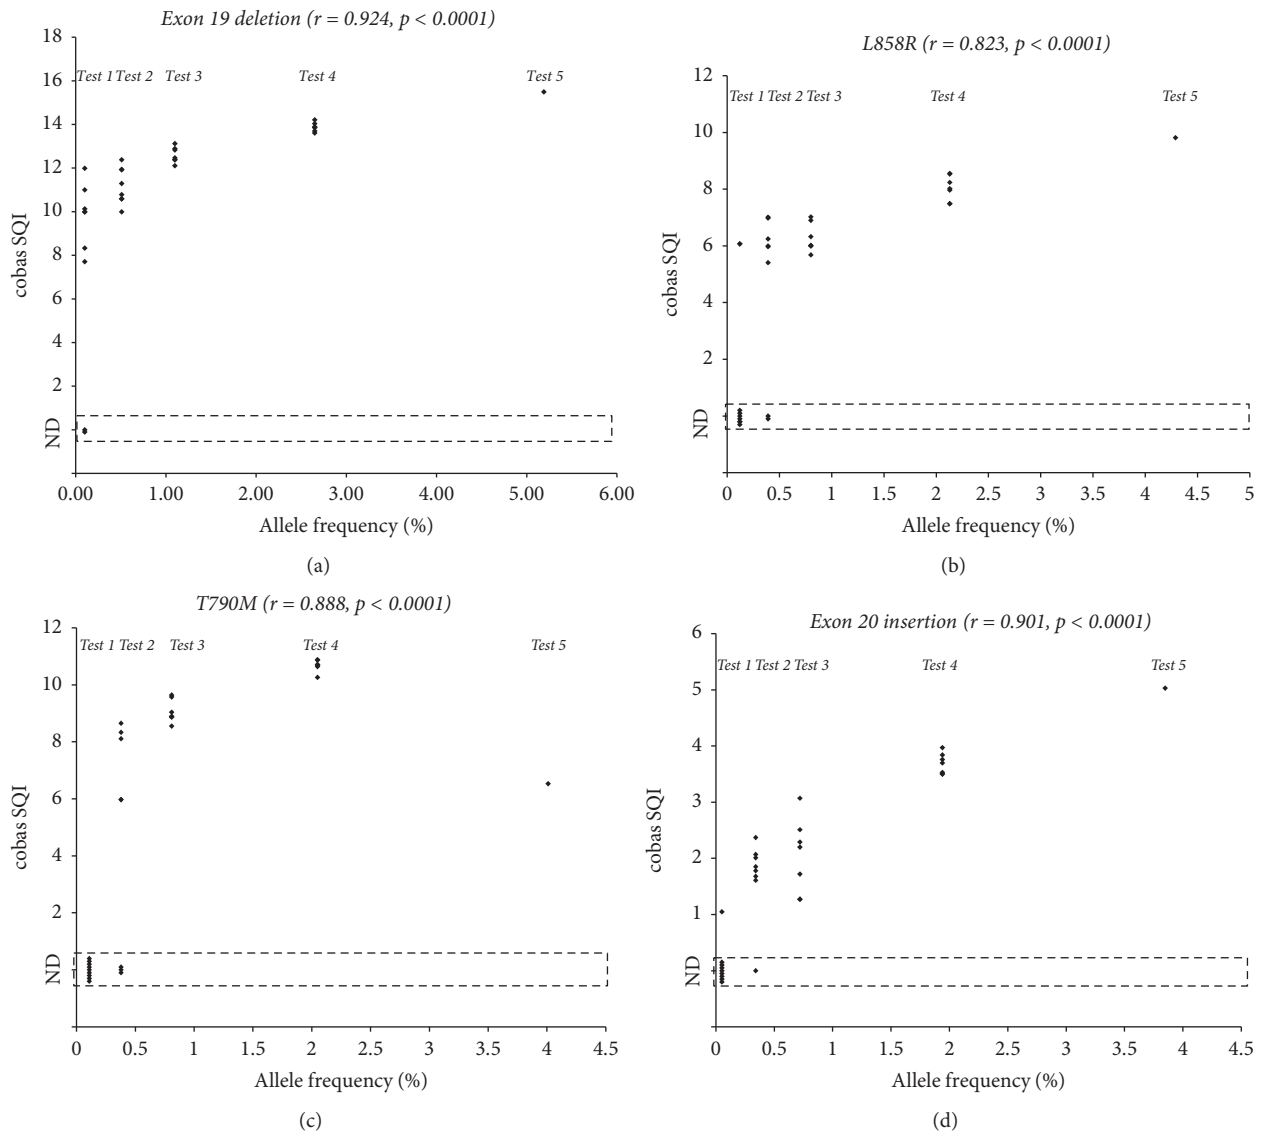 Exon 19 deletion (r = 0.924, p < 0.0001)
18
16
14
12
10
8
6
4
2
ND
cobas SQI
Test 1 Test 2 Test 3 Test 4 Test 5
0.00 1.00 2.00 3.00 4.00 5.00 6.00
Allele frequency (%)
(a)
L858R (r = 0.823, p < 0.0001)
12
10
8
6
4
2
ND
cobas SQI
Test 1 Test 2 Test 3 Test 4 Test 5
0 0.5 1 1.5 2 2.5 3 3.5 4 4.5 5
Allele frequency (%)
(b)
T790M (r = 0.888, p < 0.0001)
12
10
8
6
4
2
ND
cobas SQI
Test 1 Test 2 Test 3 Test 4 Test 5
0 0.5 1 1.5 2 2.5 3 3.5 4 4.5
Allele frequency (%)
(c)
Exon 20 insertion (r = 0.901, p < 0.0001)
6
5
4
3
2
1
ND
cobas SQI
Test 1 Test 2 Test 3 Test 4 Test 5
0 0.5 1 1.5 2 2.5 3 3.5 4 4.5
Allele frequency (%)
(d)